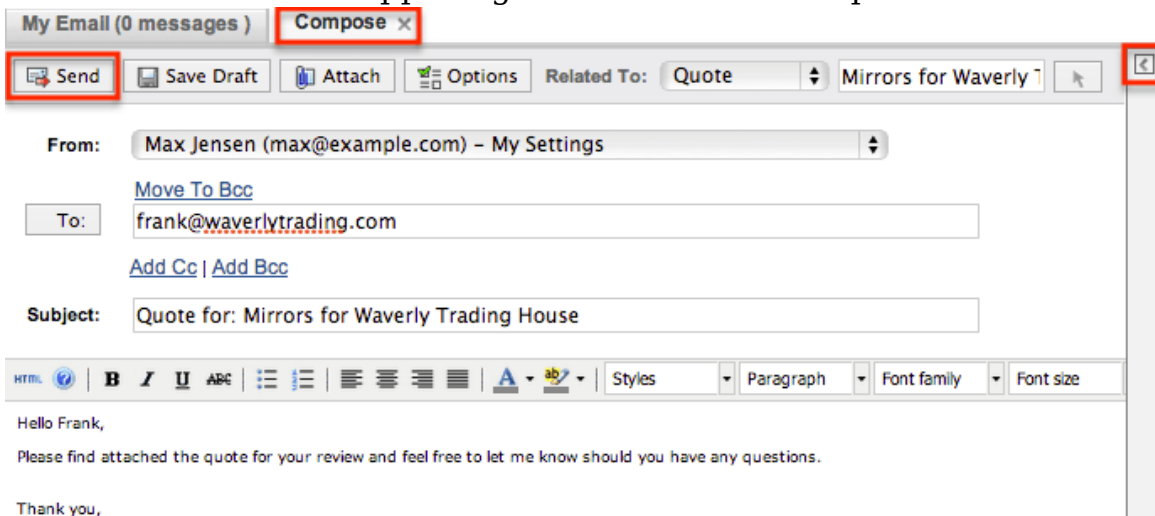 My Email (0 messages ) Compose ×
Send Save Draft Attach Options Related To: Quote Mirrors for Waverly T
From: Max Jensen (max@example.com) – My Settings
Move To Bcc
To: frank@waverlytrading.com
Add Cc | Add Bcc
Subject: Quote for: Mirrors for Waverly Trading House
HTML B I U ABC A ab Styles Paragraph Font family Font size
Hello Frank,
Please find attached the quote for your review and feel free to let me know should you have any questions.
Thank you,